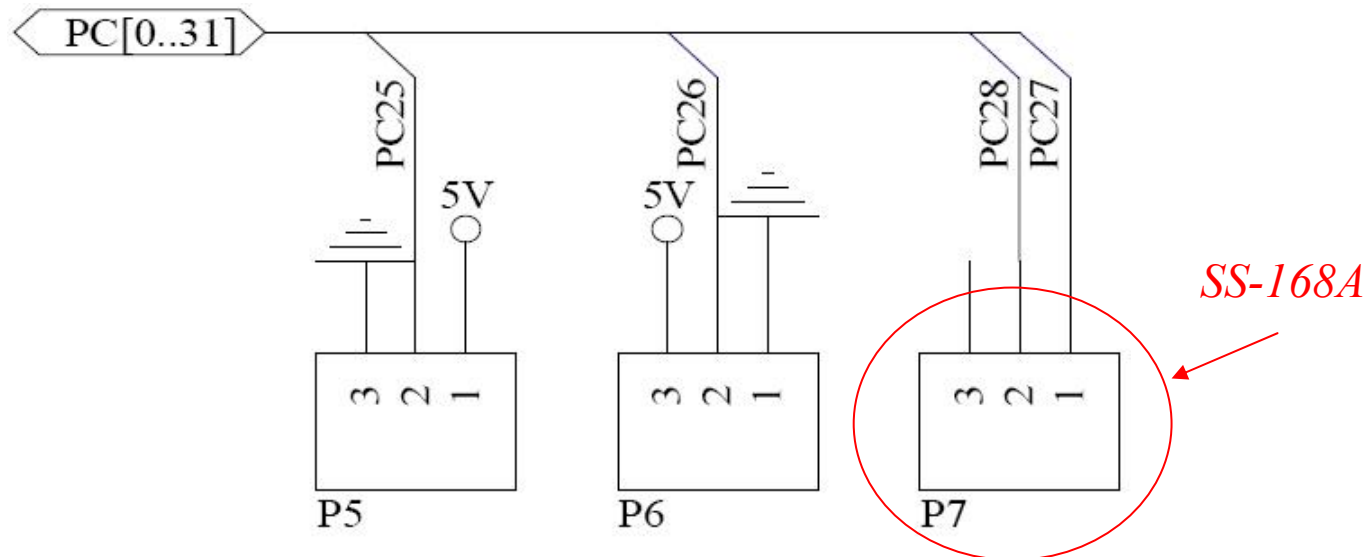 PC[0..31]
PC25
PC26
PC28
PC27
5V
5V
SS-168A
3 2 1
3 2 1
3 2 1
P5
P6
P7